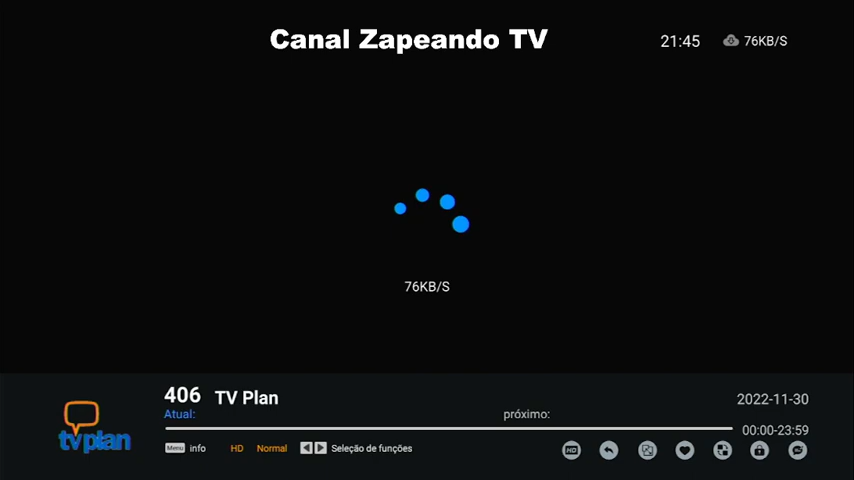 Canal Zapeando TV
21:45
76KB/S
76KB/S
406 TV Plan
2022-11-30
Atual:
próximo:
00:00-23:59
tvplan
Menu info HD Normal Seleção de funções
HD